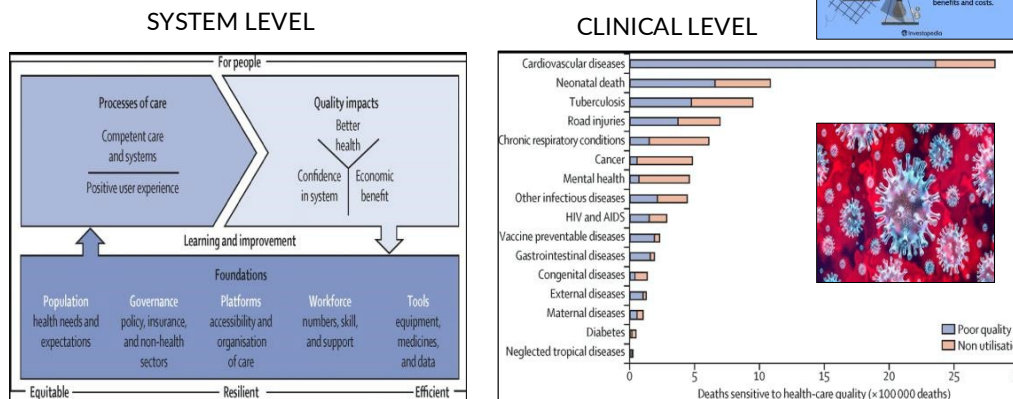 SYSTEM LEVEL
For people
Processes of care
Competent care
and systems
Positive user experience
Quality impacts
Better
health
Confidence
in system
Economic
benefit
Learning and improvement
Foundations
Population
health needs and
expectations
Governance
policy, insurance,
and non-health
sectors
Platforms
accessibility and
organisation
of care
Workforce
numbers, skill,
and support
Tools
equipment,
medicines,
and data
Equitable
Resilient
Efficient
CLINICAL LEVEL
benefits and costs.
Investopedia
Cardiovascular diseases
Neonatal death
Tuberculosis
Road injuries
Chronic respiratory conditions
Cancer
Mental health
Other infectious diseases
HIV and AIDS
Vaccine preventable diseases
Gastrointestinal diseases
Congenital diseases
External diseases
Maternal diseases
Diabetes
Neglected tropical diseases
Poor quality
Non utilisati
0 5 10 15 20 25
Deaths sensitive to health-care quality (×100 000 deaths)